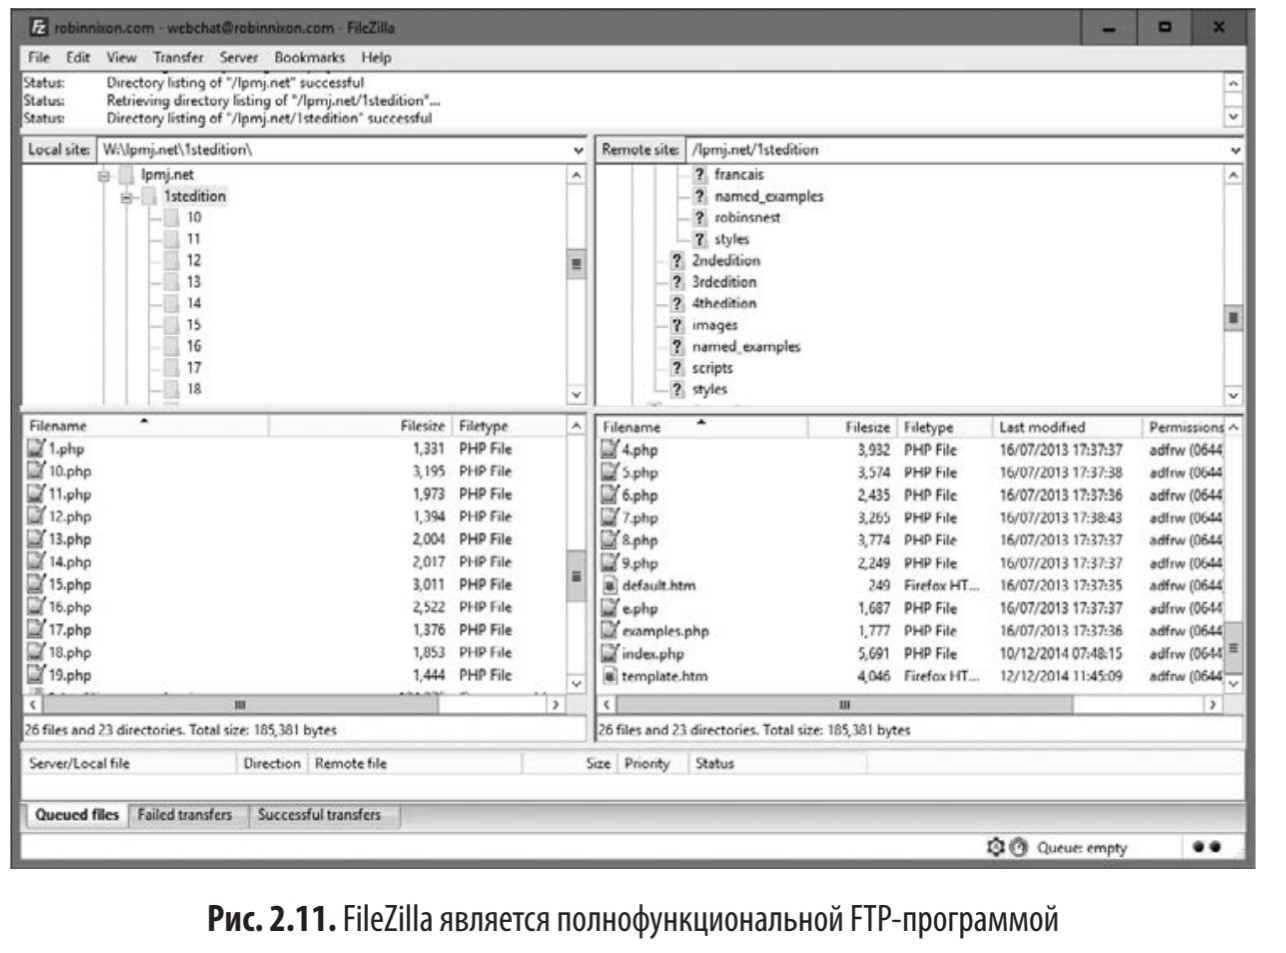 robinnixon.com - webchat@robinnixon.com - FileZilla
File Edit View Transfer Server Bookmarks Help
Status: Directory listing of "/lpmj.net" successful
Status: Retrieving directory listing of "/lpmj.net/1stedition"...
Status: Directory listing of "/lpmj.net/1stedition" successful
Local site: W:\lpmj.net\1stedition\
lpmj.net
1stedition
10
11
12
13
14
15
16
17
18
Remote site: /lpmj.net/1stedition
francais
named_examples
robinsnest
styles
2ndedition
3rdedition
4thedition
images
named_examples
scripts
styles
Filename Filesize Filetype
1.php 1,331 PHP File
10.php 3,195 PHP File
11.php 1,973 PHP File
12.php 1,394 PHP File
13.php 2,004 PHP File
14.php 2,017 PHP File
15.php 3,011 PHP File
16.php 2,522 PHP File
17.php 1,376 PHP File
18.php 1,853 PHP File
19.php 1,444 PHP File
26 files and 23 directories. Total size: 185,381 bytes
Filename Filesize Filetype Last modified Permissions
4.php 3,932 PHP File 16/07/2013 17:37:37 adfrw (0644
5.php 3,574 PHP File 16/07/2013 17:37:38 adfrw (0644
6.php 2,435 PHP File 16/07/2013 17:37:36 adfrw (0644
7.php 3,265 PHP File 16/07/2013 17:38:43 adfrw (0644
8.php 3,774 PHP File 16/07/2013 17:37:37 adfrw (0644
9.php 2,249 PHP File 16/07/2013 17:37:37 adfrw (0644
default.htm 249 Firefox HT... 16/07/2013 17:37:35 adfrw (0644
e.php 1,687 PHP File 16/07/2013 17:37:37 adfrw (0644
examples.php 1,777 PHP File 16/07/2013 17:37:36 adfrw (0644
index.php 5,691 PHP File 10/12/2014 07:48:15 adfrw (0644
template.htm 4,046 Firefox HT... 12/12/2014 11:45:09 adfrw (0644
26 files and 23 directories. Total size: 185,381 bytes
Server/Local file Direction Remote file Size Priority Status
Queued files Failed transfers Successful transfers
Queue: empty
Рис. 2.11. FileZilla является полнофункциональной FTP-программой